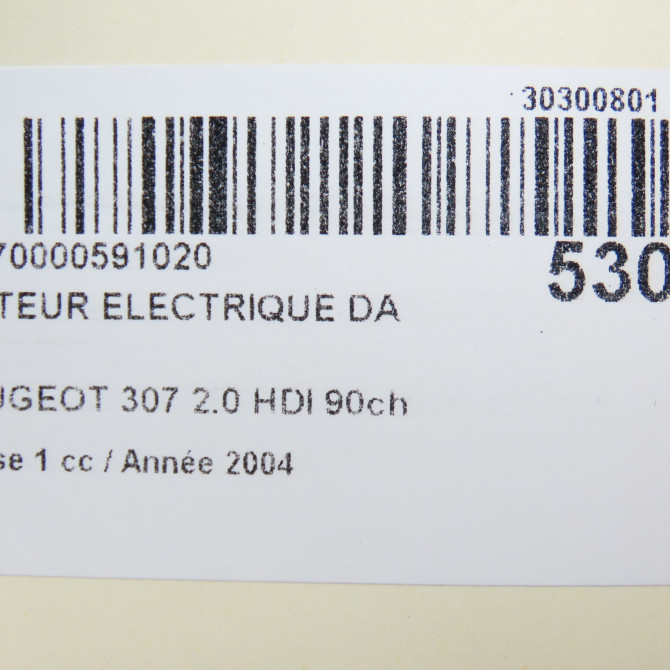 30300801
70000591020
530
TEUR ELECTRIQUE DA
UGEOT 307 2.0 HDI 90ch
se 1 cc / Année 2004